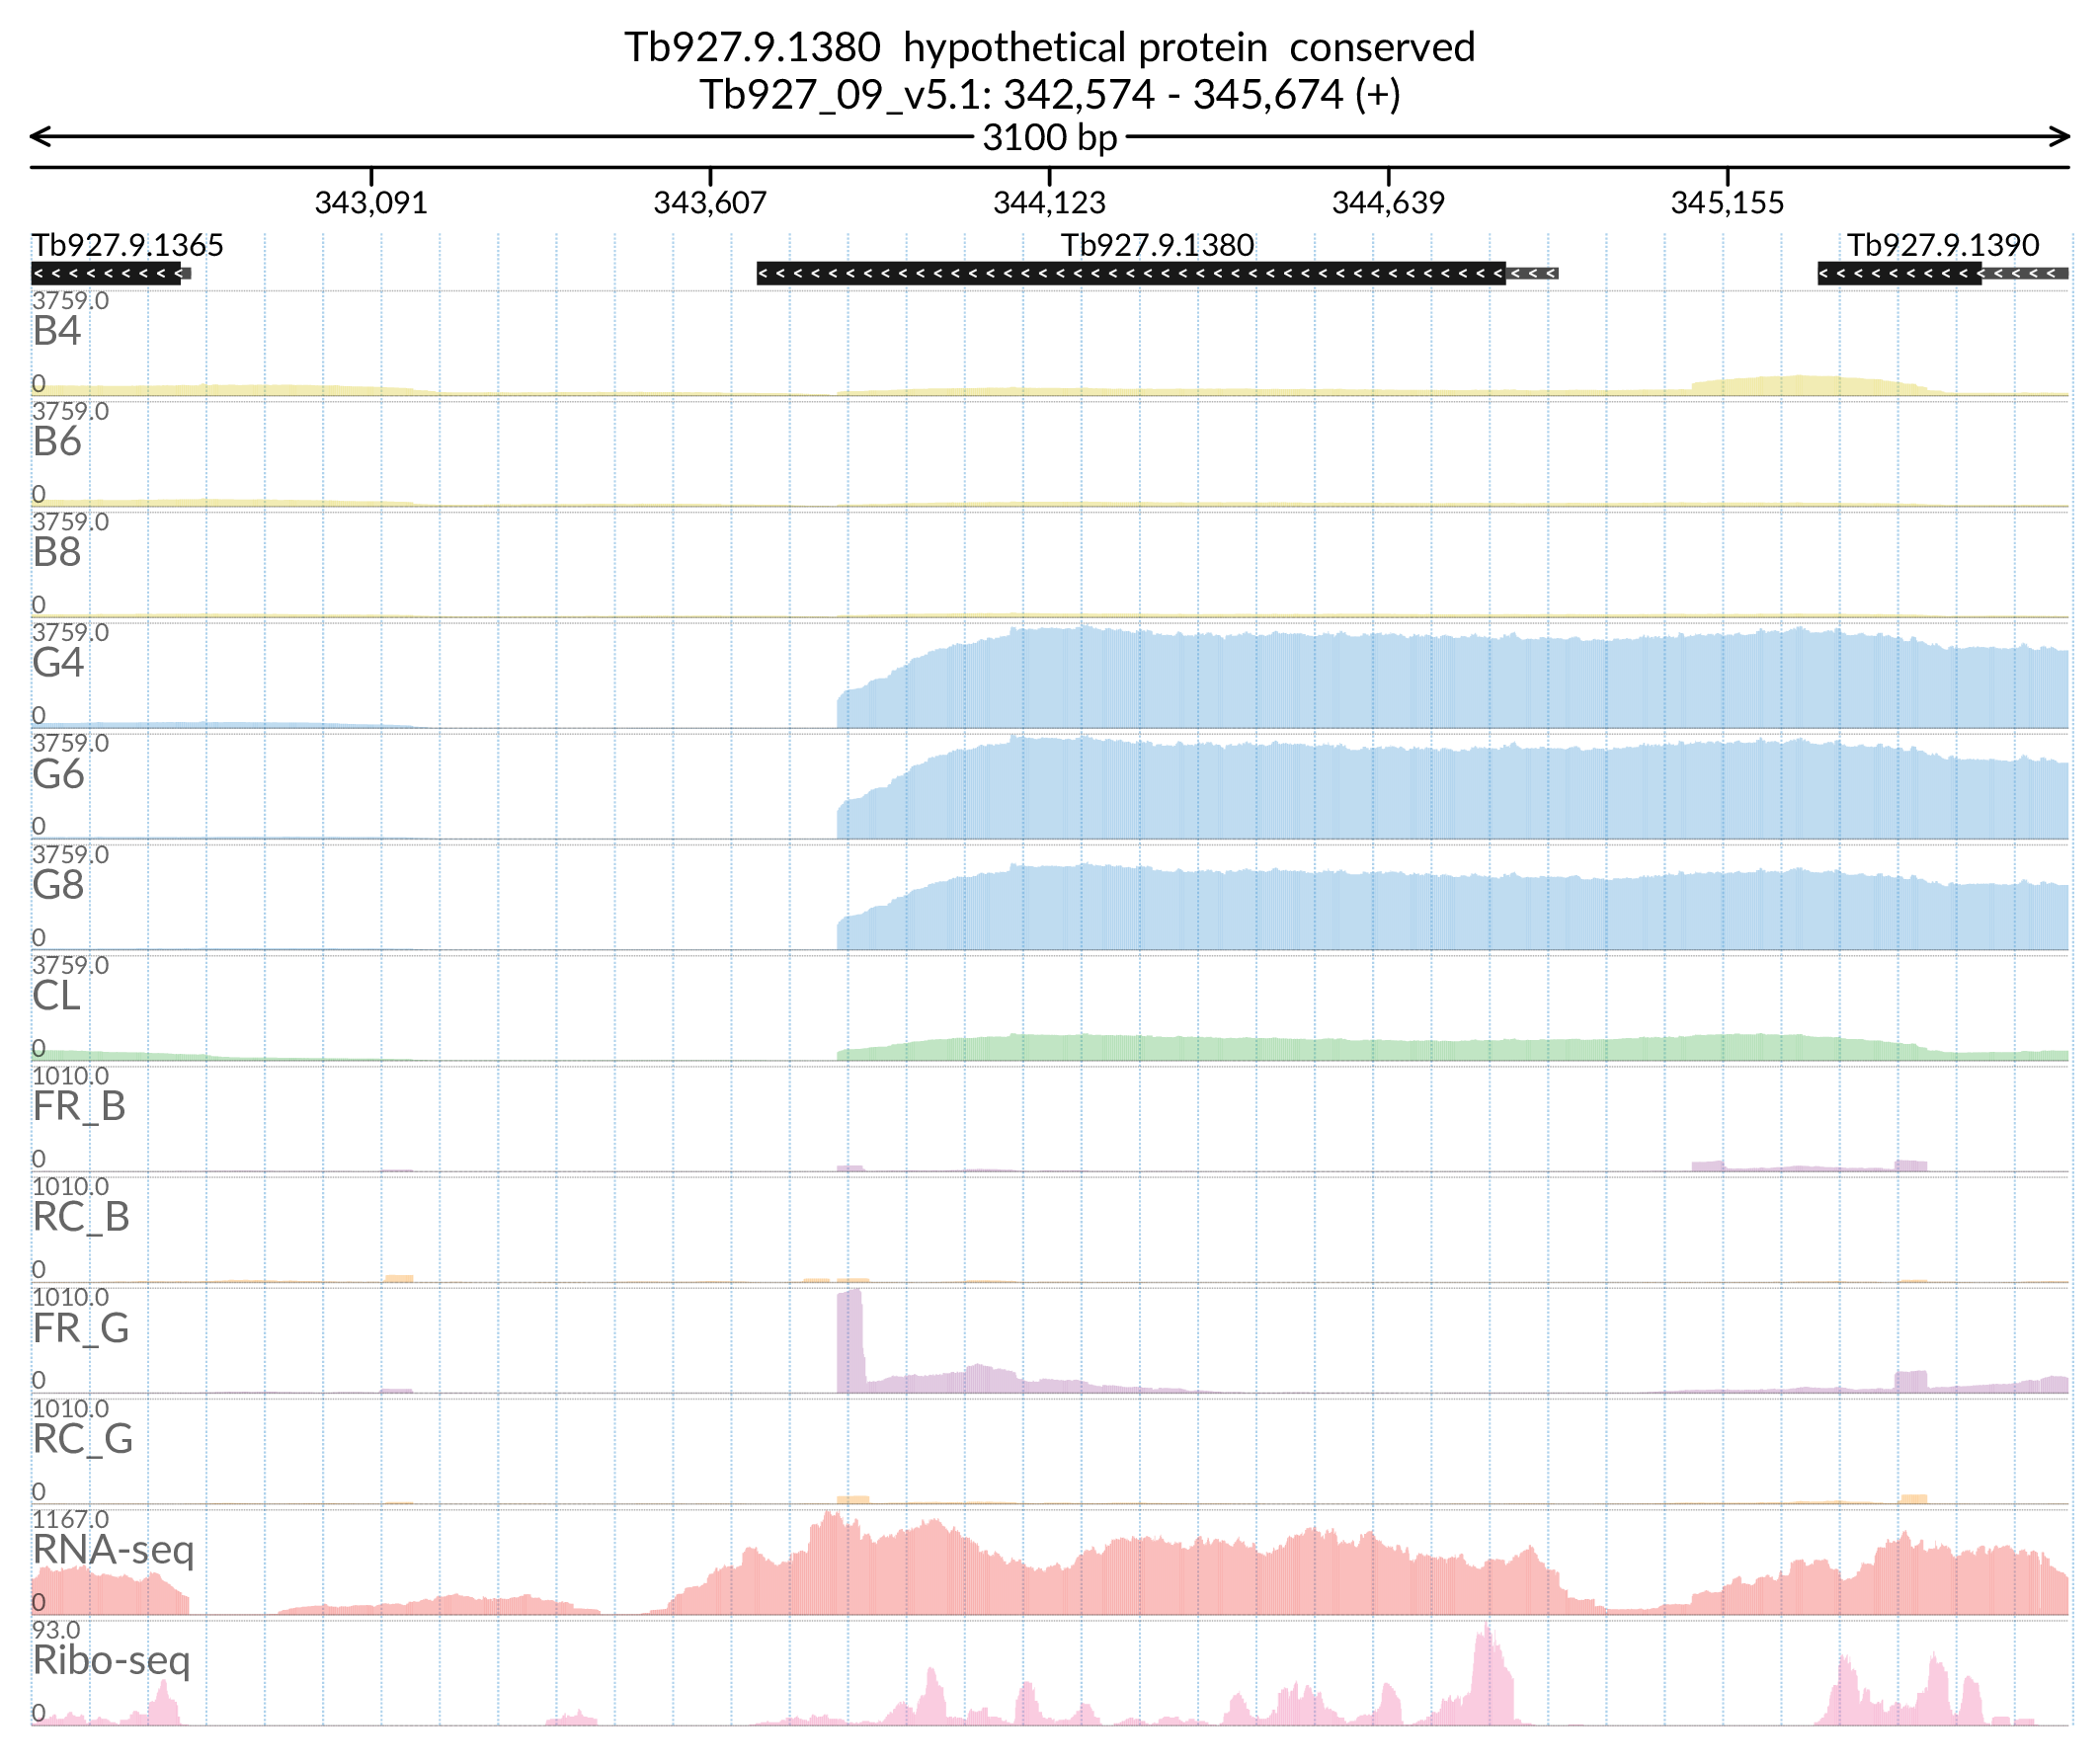 Tb927.9.1380  hypothetical protein  conserved
Tb927_09_v5.1: 342,574 - 345,674 (+)
3100 bp
343,091 343,607 344,123 344,639 345,155
Tb927.9.1365 Tb927.9.1380 Tb927.9.1390
3759.0
B4
0
3759.0
B6
0
3759.0
B8
0
3759.0
G4
0
3759.0
G6
0
3759.0
G8
0
3759.0
CL
0
1010.0
FR_B
0
1010.0
RC_B
0
1010.0
FR_G
0
1010.0
RC_G
0
1167.0
RNA-seq
0
93.0
Ribo-seq
0